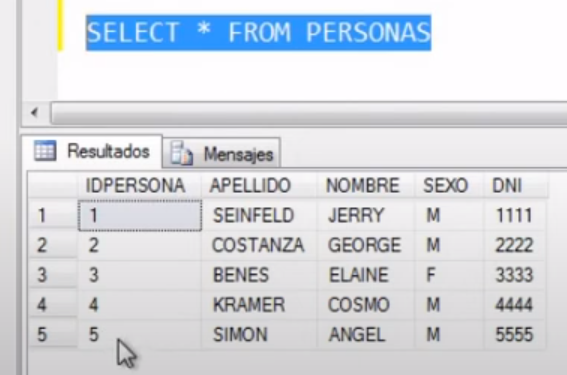 SELECT * FROM PERSONAS
Resultados Mensajes
IDPERSONA APELLIDO NOMBRE SEXO DNI
1 1 SEINFELD JERRY M 1111
2 2 COSTANZA GEORGE M 2222
3 3 BENES ELAINE F 3333
4 4 KRAMER COSMO M 4444
5 5 SIMON ANGEL M 5555